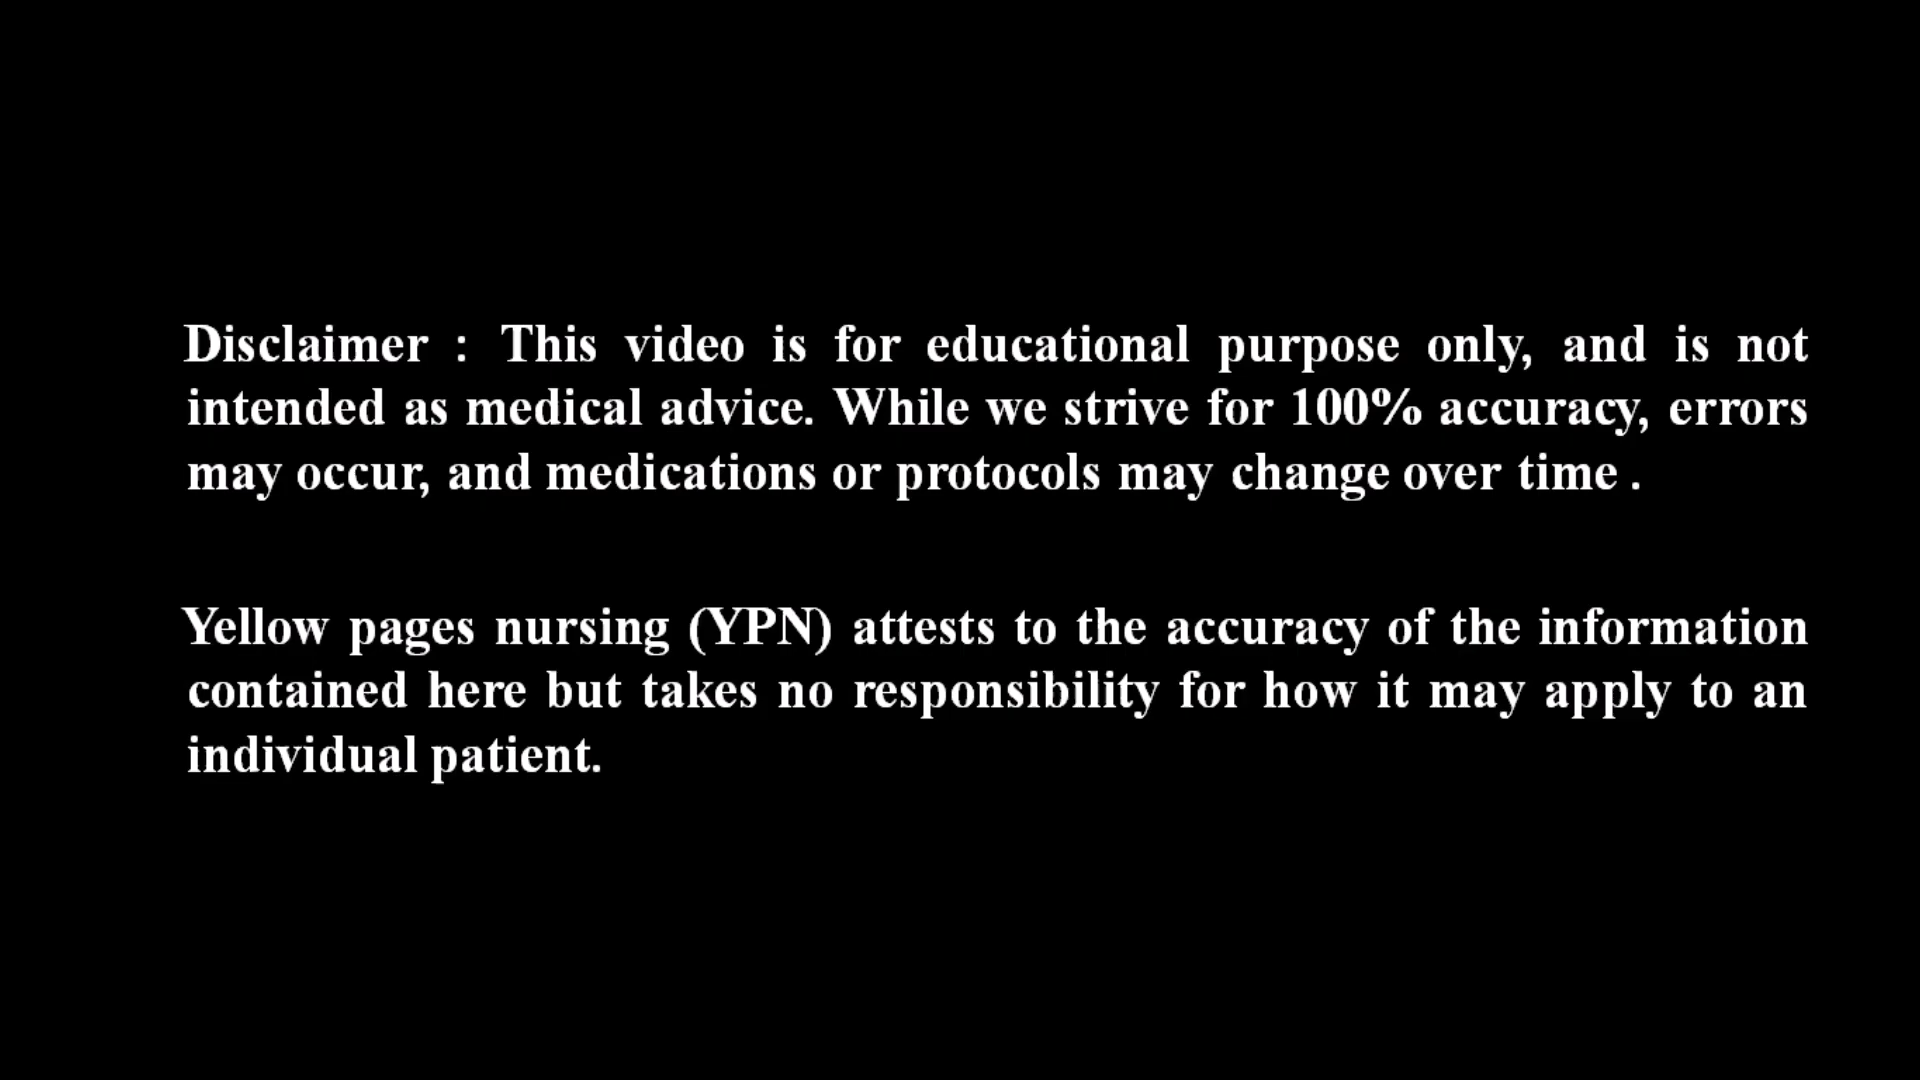 Disclaimer : This video is for educational purpose only, and is not
intended as medical advice. While we strive for 100% accuracy, errors
may occur, and medications or protocols may change over time .
Yellow pages nursing (YPN) attests to the accuracy of the information
contained here but takes no responsibility for how it may apply to an
individual patient.